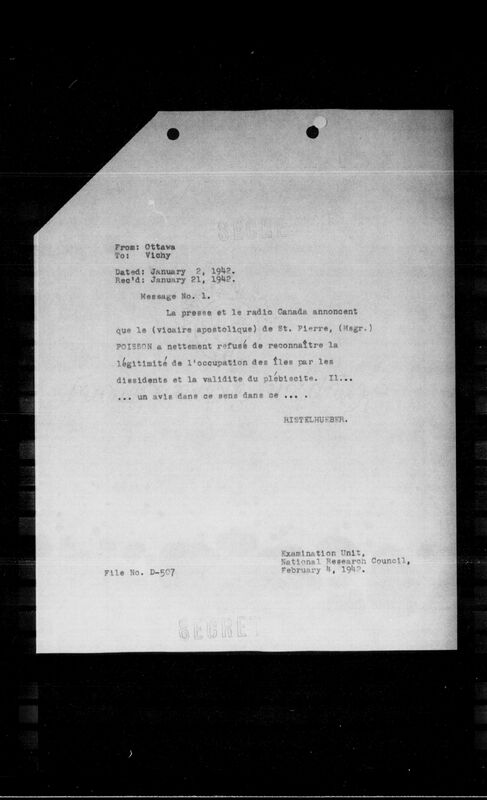 SECRE
From: Ottawa
To: Vichy
Dated: January 2, 1942.
Rec'd: January 21, 1942.
Message No. 1.
La presse et le radio Canada annoncent
que le (vicaire apostolique) de St. Pierre, (Msgr.)
POISSON a nettement refusé de reconnaître la
légitimité de l'occupation des îles par les
dissidents et la validite du plébiscite. Il...
... un avis dans ce sens dans ce ... .
RISTELHUEBER.
Examination Unit,
National Research Council,
February 4, 1942.
File No. D-507
SECRET